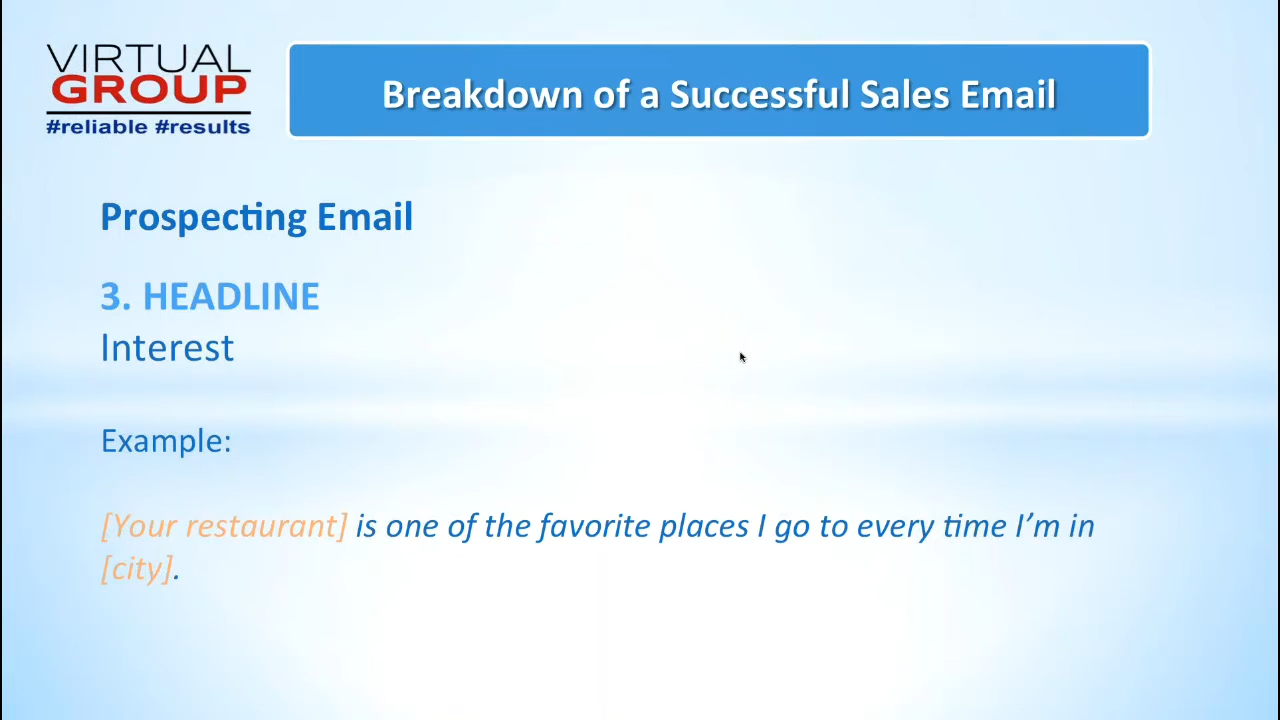 VIRTUAL
GROUP
#reliable #results
Breakdown of a Successful Sales Email
Prospecting Email
3. HEADLINE
Interest
Example:
[Your restaurant] is one of the favorite places I go to every time I’m in
[city].